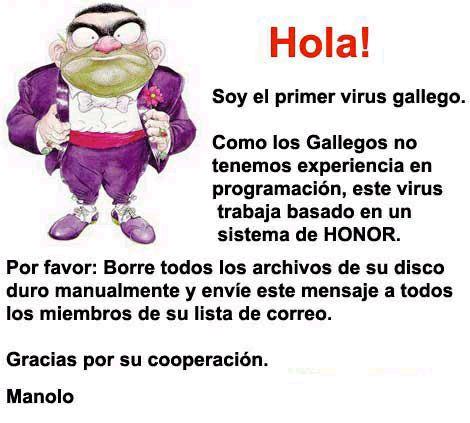 Hola!
Soy el primer virus gallego.
Como los Gallegos no
tenemos experiencia en
programación, este virus
trabaja basado en un
sistema de HONOR.
Por favor: Borre todos los archivos de su disco
duro manualmente y envíe este mensaje a todos
los miembros de su lista de correo.
Gracias por su cooperación.
Manolo